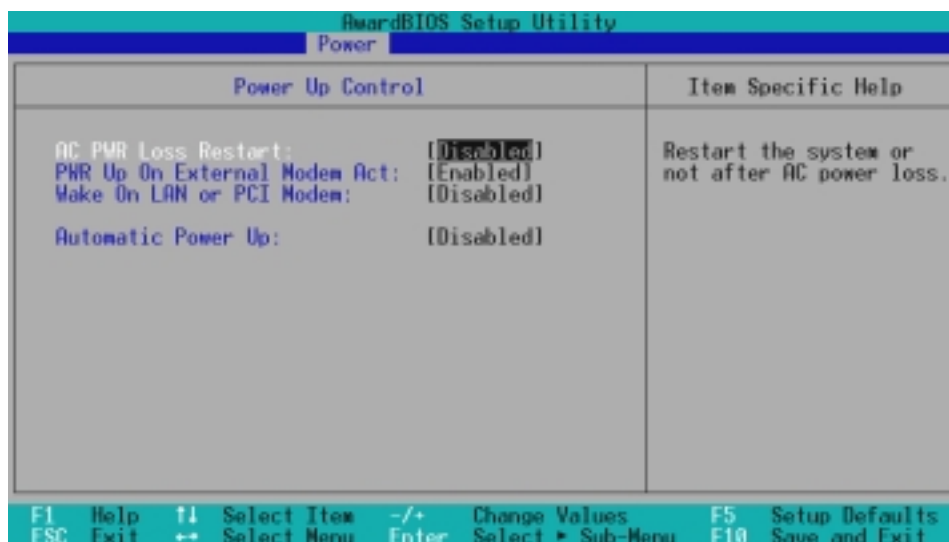 AwardBIOS Setup Utility
Power
Power Up Control
Item Specific Help
AC PWR Loss Restart: [Disabled]
PWR Up On External Modem Act: [Enabled]
Wake On LAN or PCI Modem: [Disabled]
Automatic Power Up: [Disabled]
Restart the system or
not after AC power loss.
F1 Help ↑↓ Select Item -/+ Change Values F5 Setup Defaults
ESC Exit ←→ Select Menu Enter Select ► Sub-Menu F10 Save and Exit